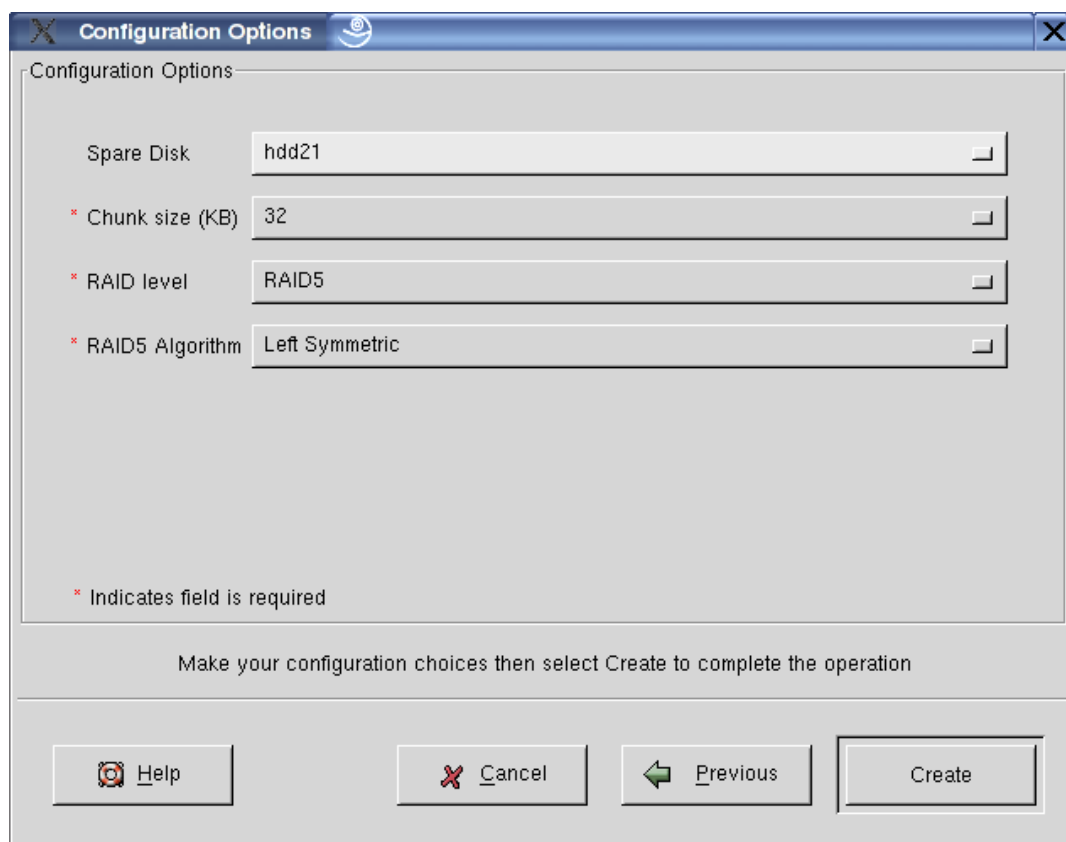 Configuration Options
Configuration Options
Spare Disk hdd21
* Chunk size (KB) 32
* RAID level RAID5
* RAID5 Algorithm Left Symmetric
* Indicates field is required
Make your configuration choices then select Create to complete the operation
Help Cancel Previous Create